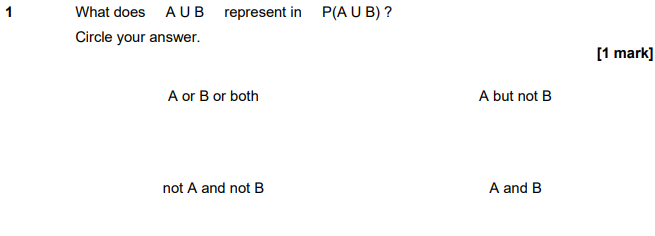 1 What does A U B represent in P(A U B) ?
Circle your answer.
[1 mark]
A or B or both A but not B
not A and not B A and B